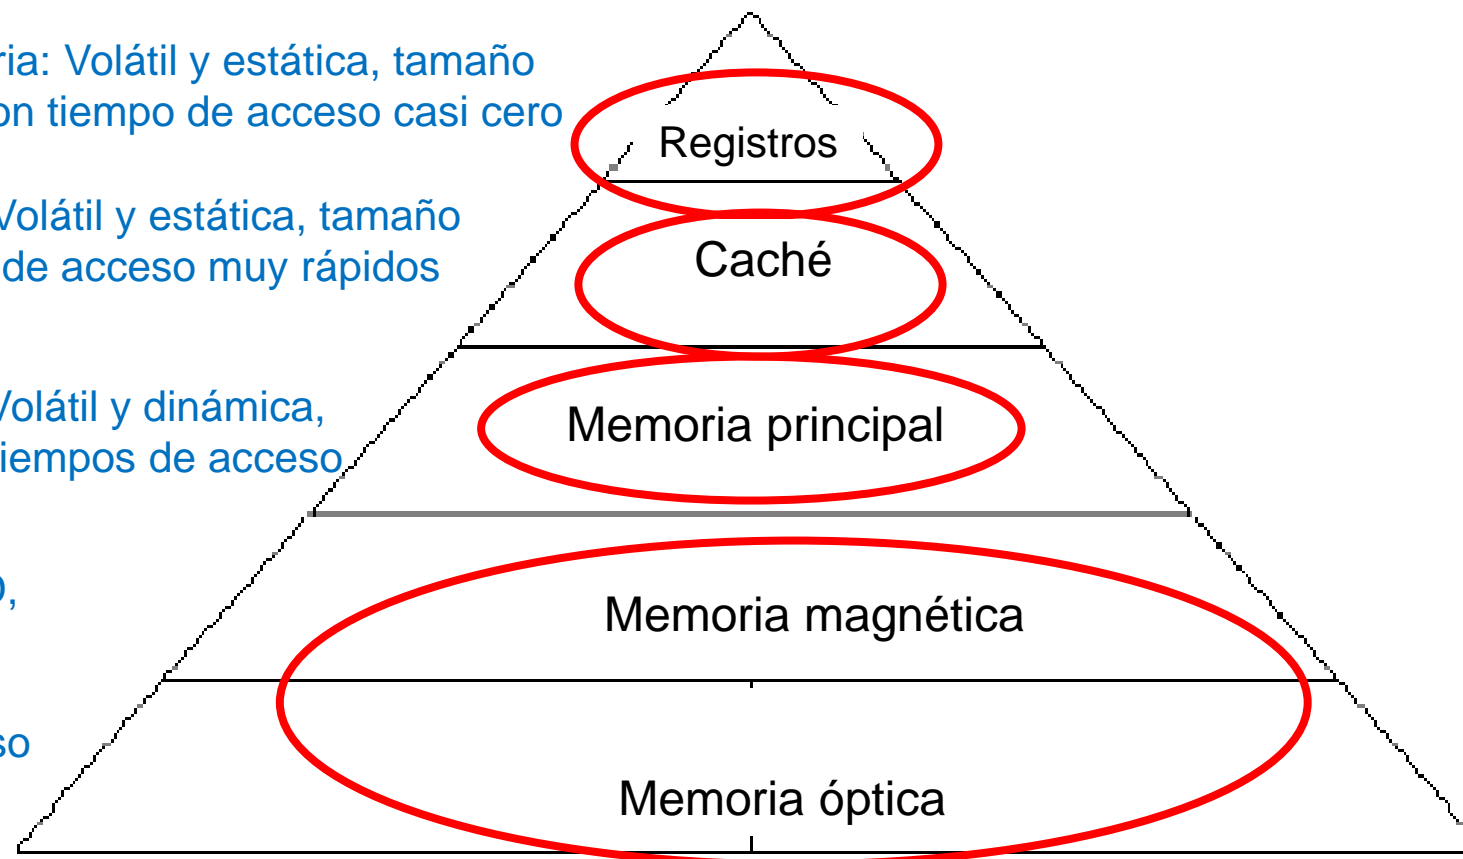 ria: Volátil y estática, tamaño
on tiempo de acceso casi cero
Registros
Volátil y estática, tamaño
de acceso muy rápidos
Caché
Volátil y dinámica,
iempos de acceso
Memoria principal
D,
Memoria magnética
so
Memoria óptica